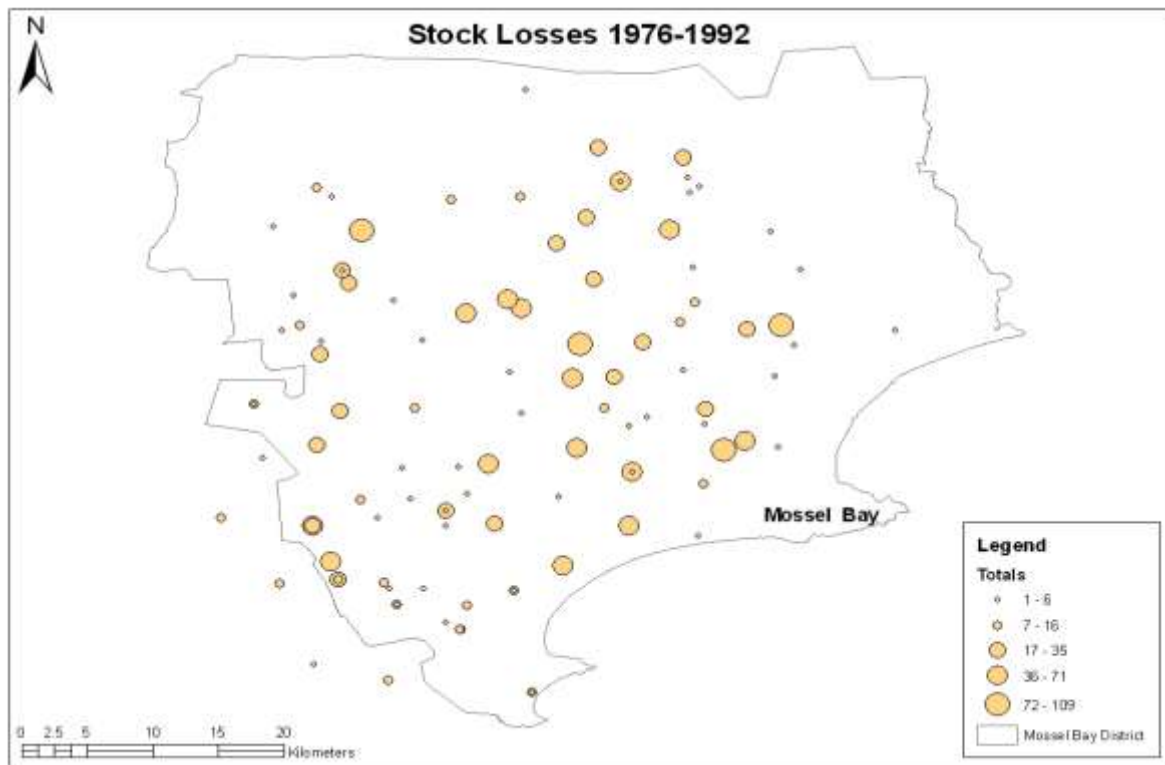 N
Stock Losses 1976-1992
Mossel Bay
Legend
Totals
1 - 6
7 - 16
17 - 35
36 - 71
72 - 109
Mossel Bay District
0 2.5 5 10 15 20
Kilometers